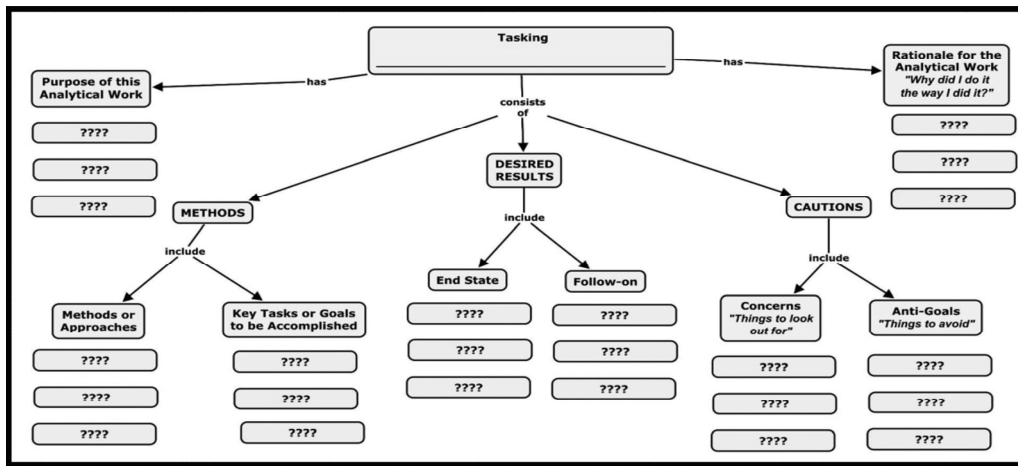 Tasking
Purpose of this
Analytical Work
????
????
????
has
has
Rationale for the
Analytical Work
"Why did I do it
the way I did it?"
????
????
????
consists
of
METHODS
include
Methods or
Approaches
????
????
????
Key Tasks or Goals
to be Accomplished
????
????
????
DESIRED
RESULTS
include
End State
????
????
????
Follow-on
????
????
????
CAUTIONS
include
Concerns
"Things to look
out for"
????
????
????
Anti-Goals
"Things to avoid"
????
????
????